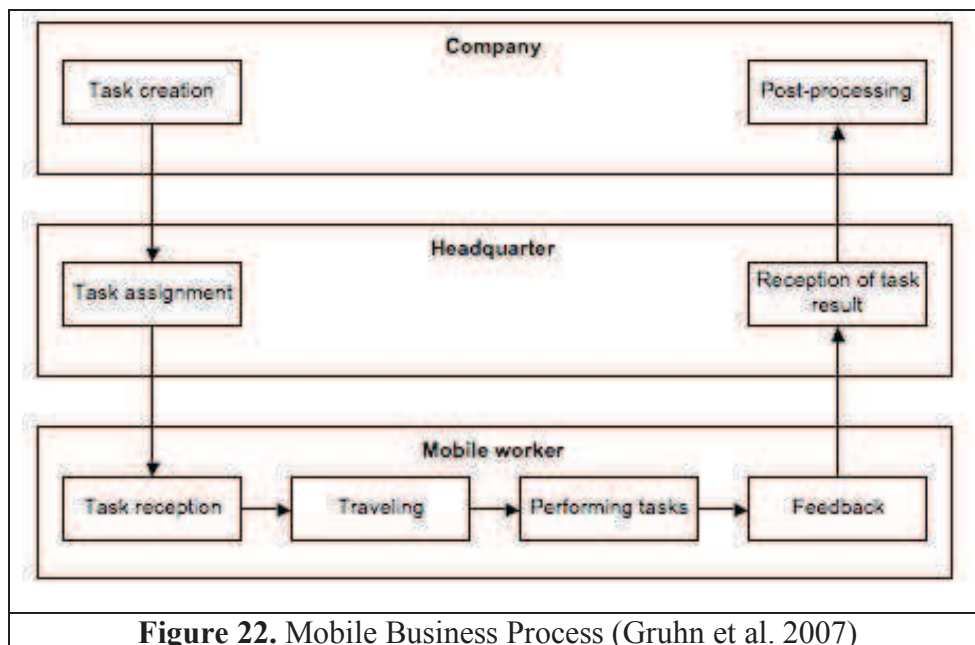 Company
Task creation
Post-processing
Headquarter
Task assignment
Reception of task
result
Mobile worker
Task reception
Traveling
Performing tasks
Feedback
Figure 22. Mobile Business Process (Gruhn et al. 2007)